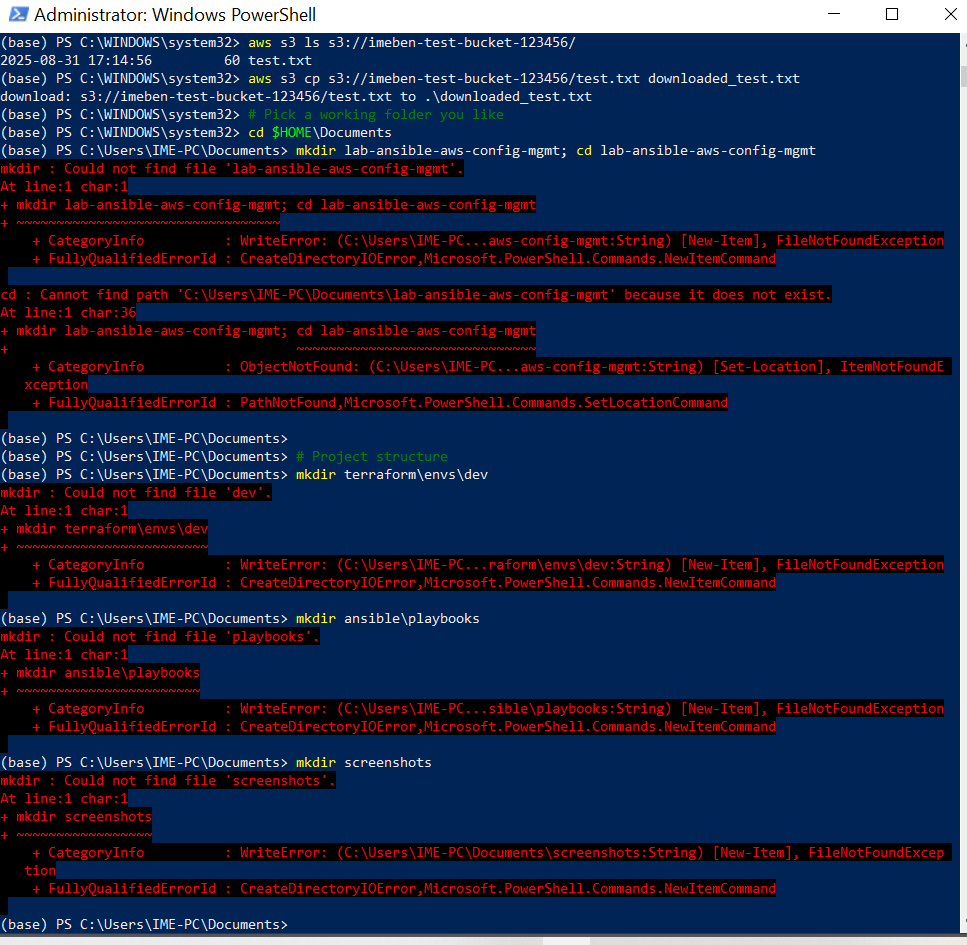 Administrator: Windows PowerShell
(base) PS C:\WINDOWS\system32> aws s3 ls s3://imeben-test-bucket-123456/
2025-08-31 17:14:56         60 test.txt
(base) PS C:\WINDOWS\system32> aws s3 cp s3://imeben-test-bucket-123456/test.txt downloaded_test.txt
download: s3://imeben-test-bucket-123456/test.txt to .\downloaded_test.txt
(base) PS C:\WINDOWS\system32> # Pick a working folder you like
(base) PS C:\WINDOWS\system32> cd $HOME\Documents
(base) PS C:\Users\IME-PC\Documents> mkdir lab-ansible-aws-config-mgmt; cd lab-ansible-aws-config-mgmt
mkdir : Could not find file 'lab-ansible-aws-config-mgmt'.
At line:1 char:1
+ mkdir lab-ansible-aws-config-mgmt; cd lab-ansible-aws-config-mgmt
+ ~~~~~~~~~~~~~~~~~~~~~~~~~~~~~~~~~
    + CategoryInfo          : WriteError: (C:\Users\IME-PC...aws-config-mgmt:String) [New-Item], FileNotFoundException
    + FullyQualifiedErrorId : CreateDirectoryIOError,Microsoft.PowerShell.Commands.NewItemCommand
cd : Cannot find path 'C:\Users\IME-PC\Documents\lab-ansible-aws-config-mgmt' because it does not exist.
At line:1 char:36
+ mkdir lab-ansible-aws-config-mgmt; cd lab-ansible-aws-config-mgmt
+                                    ~~~~~~~~~~~~~~~~~~~~~~~~~~~~~~
    + CategoryInfo          : ObjectNotFound: (C:\Users\IME-PC...aws-config-mgmt:String) [Set-Location], ItemNotFoundE
   xception
    + FullyQualifiedErrorId : PathNotFound,Microsoft.PowerShell.Commands.SetLocationCommand
(base) PS C:\Users\IME-PC\Documents>
(base) PS C:\Users\IME-PC\Documents> # Project structure
(base) PS C:\Users\IME-PC\Documents> mkdir terraform\envs\dev
mkdir : Could not find file 'dev'.
At line:1 char:1
+ mkdir terraform\envs\dev
+ ~~~~~~~~~~~~~~~~~~~~~~~~
    + CategoryInfo          : WriteError: (C:\Users\IME-PC...raform\envs\dev:String) [New-Item], FileNotFoundException
    + FullyQualifiedErrorId : CreateDirectoryIOError,Microsoft.PowerShell.Commands.NewItemCommand
(base) PS C:\Users\IME-PC\Documents> mkdir ansible\playbooks
mkdir : Could not find file 'playbooks'.
At line:1 char:1
+ mkdir ansible\playbooks
+ ~~~~~~~~~~~~~~~~~~~~~~~
    + CategoryInfo          : WriteError: (C:\Users\IME-PC...sible\playbooks:String) [New-Item], FileNotFoundException
    + FullyQualifiedErrorId : CreateDirectoryIOError,Microsoft.PowerShell.Commands.NewItemCommand
(base) PS C:\Users\IME-PC\Documents> mkdir screenshots
mkdir : Could not find file 'screenshots'.
At line:1 char:1
+ mkdir screenshots
+ ~~~~~~~~~~~~~~~~~
    + CategoryInfo          : WriteError: (C:\Users\IME-PC\Documents\screenshots:String) [New-Item], FileNotFoundExcep
   tion
    + FullyQualifiedErrorId : CreateDirectoryIOError,Microsoft.PowerShell.Commands.NewItemCommand
(base) PS C:\Users\IME-PC\Documents>